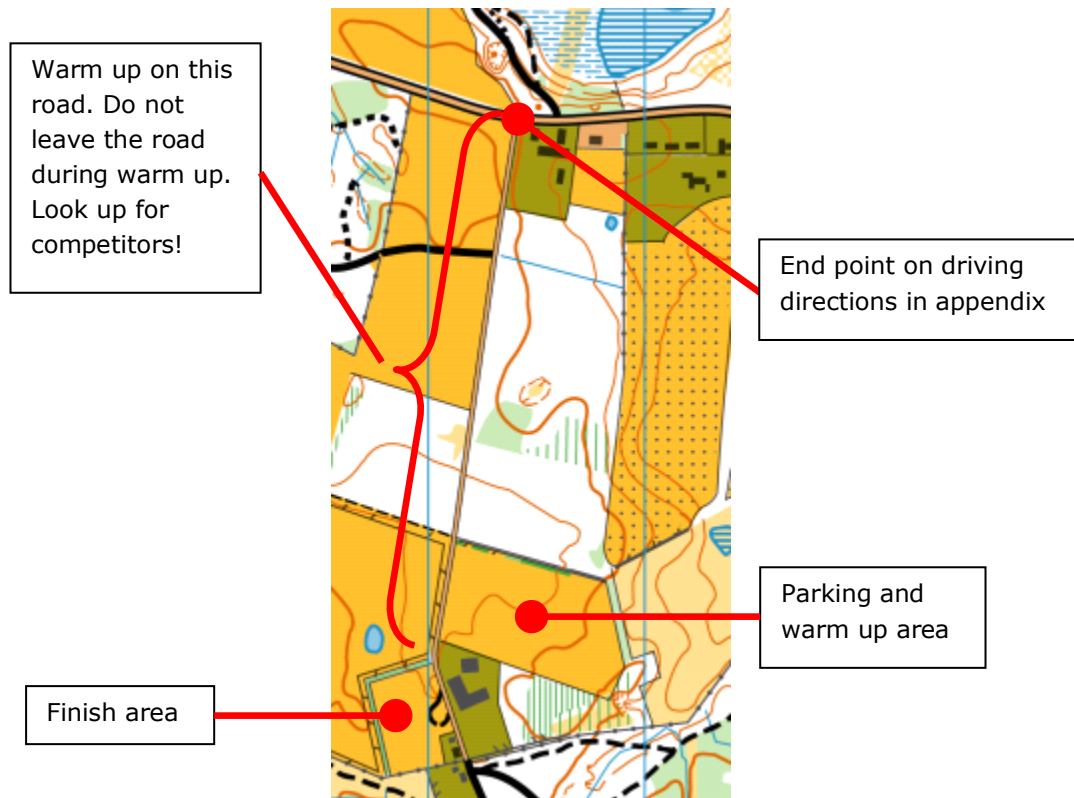 Warm up on this
road. Do not
leave the road
during warm up.
Look up for
competitors!
End point on driving
directions in appendix
Parking and
warm up area
Finish area